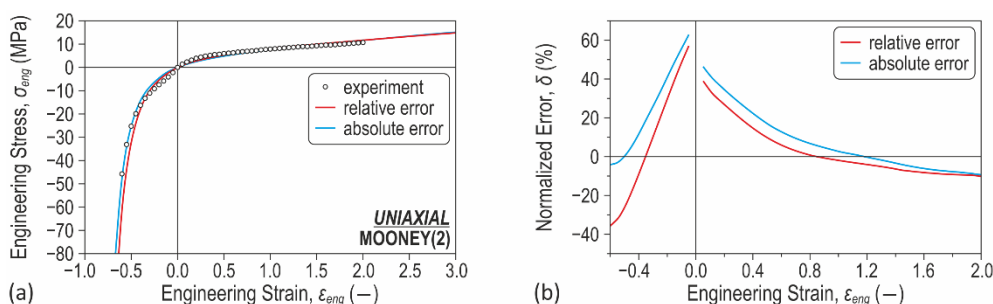 (a)
Engineering Stress, σeng (MPa)
20
10
0
−10
−20
−30
−40
−50
−60
−70
−80
experiment
relative error
absolute error
UNIAXIAL
MOONEY(2)
−1.0 −0.5 0.0 0.5 1.0 1.5 2.0 2.5 3.0
Engineering Strain, εeng (—)
(b)
Normalized Error, δ (%)
60
40
20
0
−20
−40
relative error
absolute error
−0.4 0.0 0.4 0.8 1.2 1.6 2.0
Engineering Strain, εeng (—)